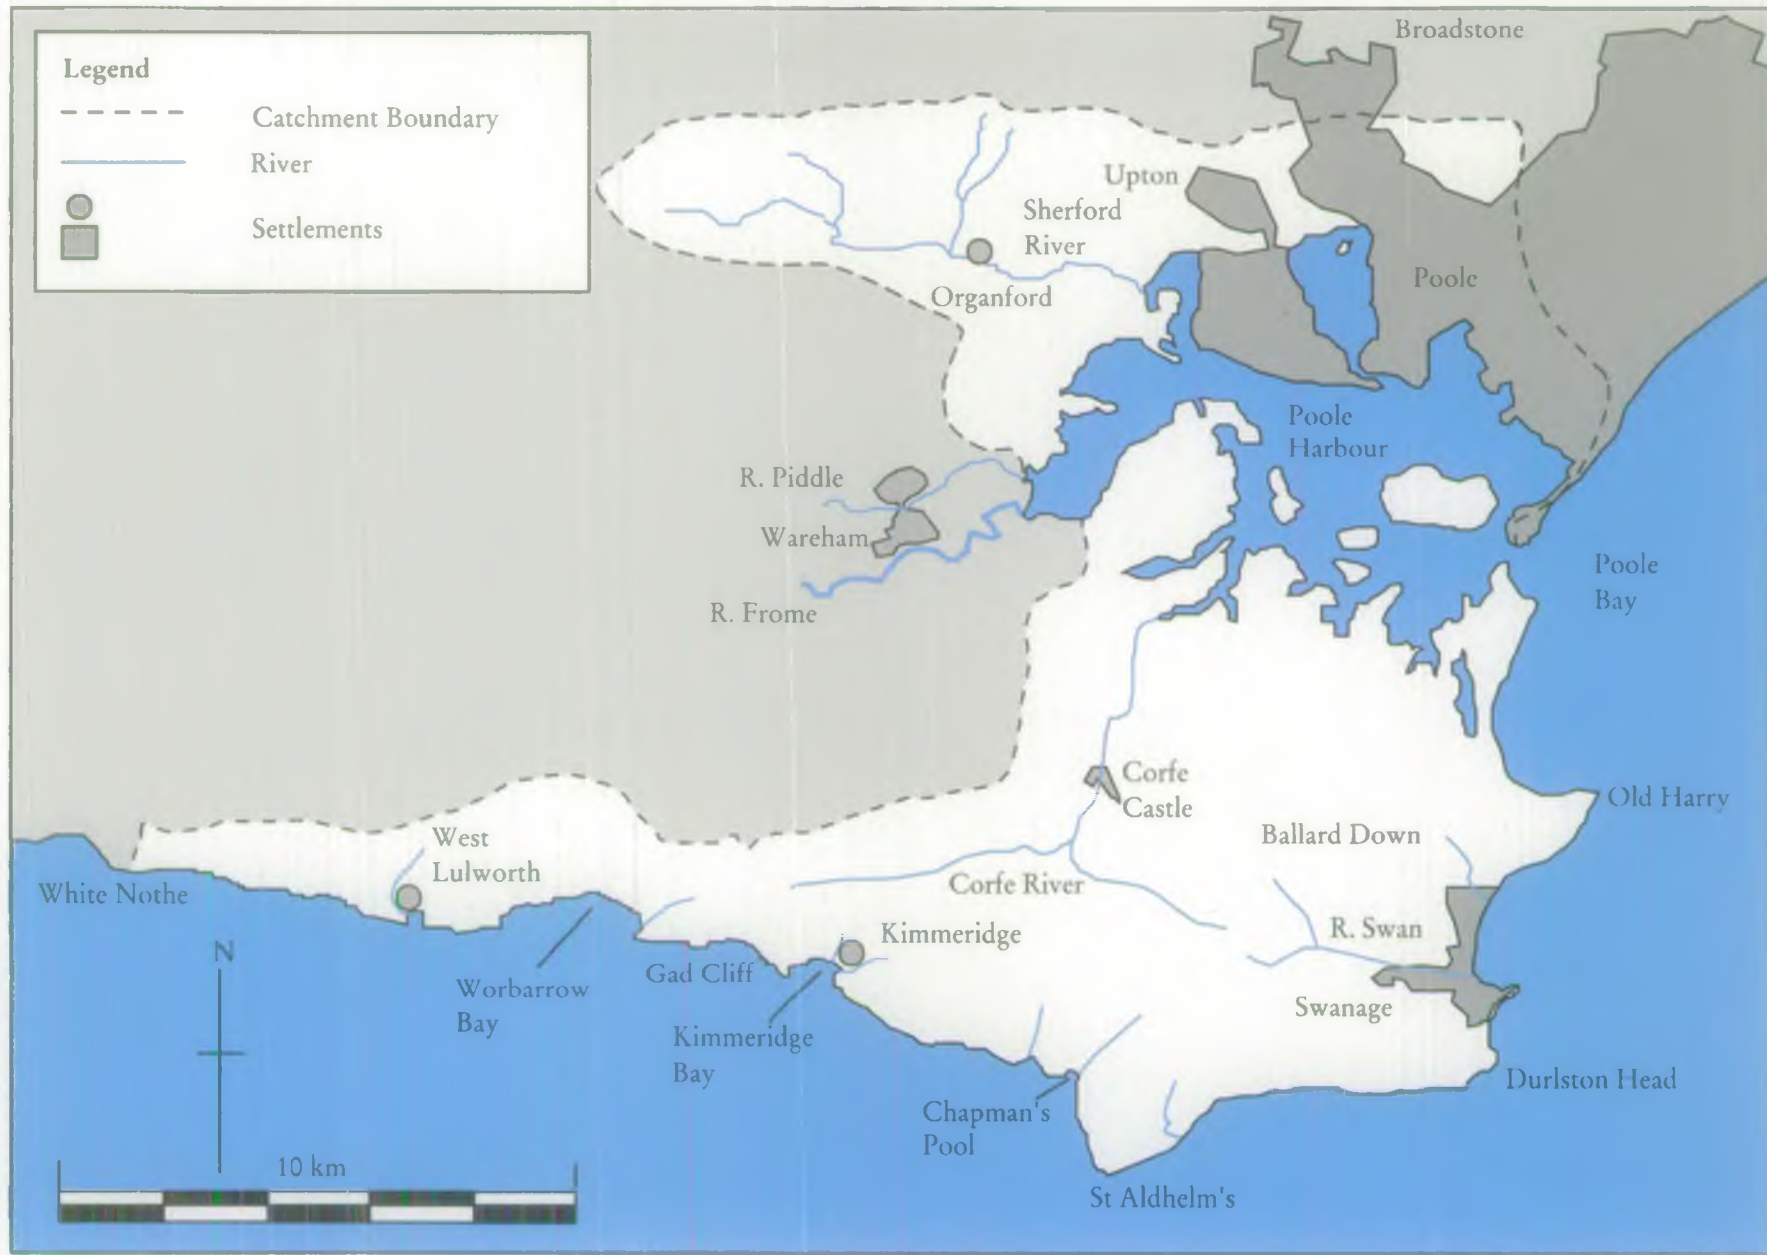 Broadstone
Legend
Catchment Boundary
River
Settlements
Upton
Sherford
River
Organford
Poole
Poole
Harbour
R. Piddle
Wareham
R. Frome
Poole
Bay
Corfe
Castle
Old Harry
Ballard Down
West
Lulworth
White Nothe
Corfe River
R. Swan
Kimmeridge
N
Gad Cliff
Worbarrow
Bay
Swanage
Kimmeridge
Bay
Durlston Head
Chapman's
Pool
10 km
St Aldhelm's